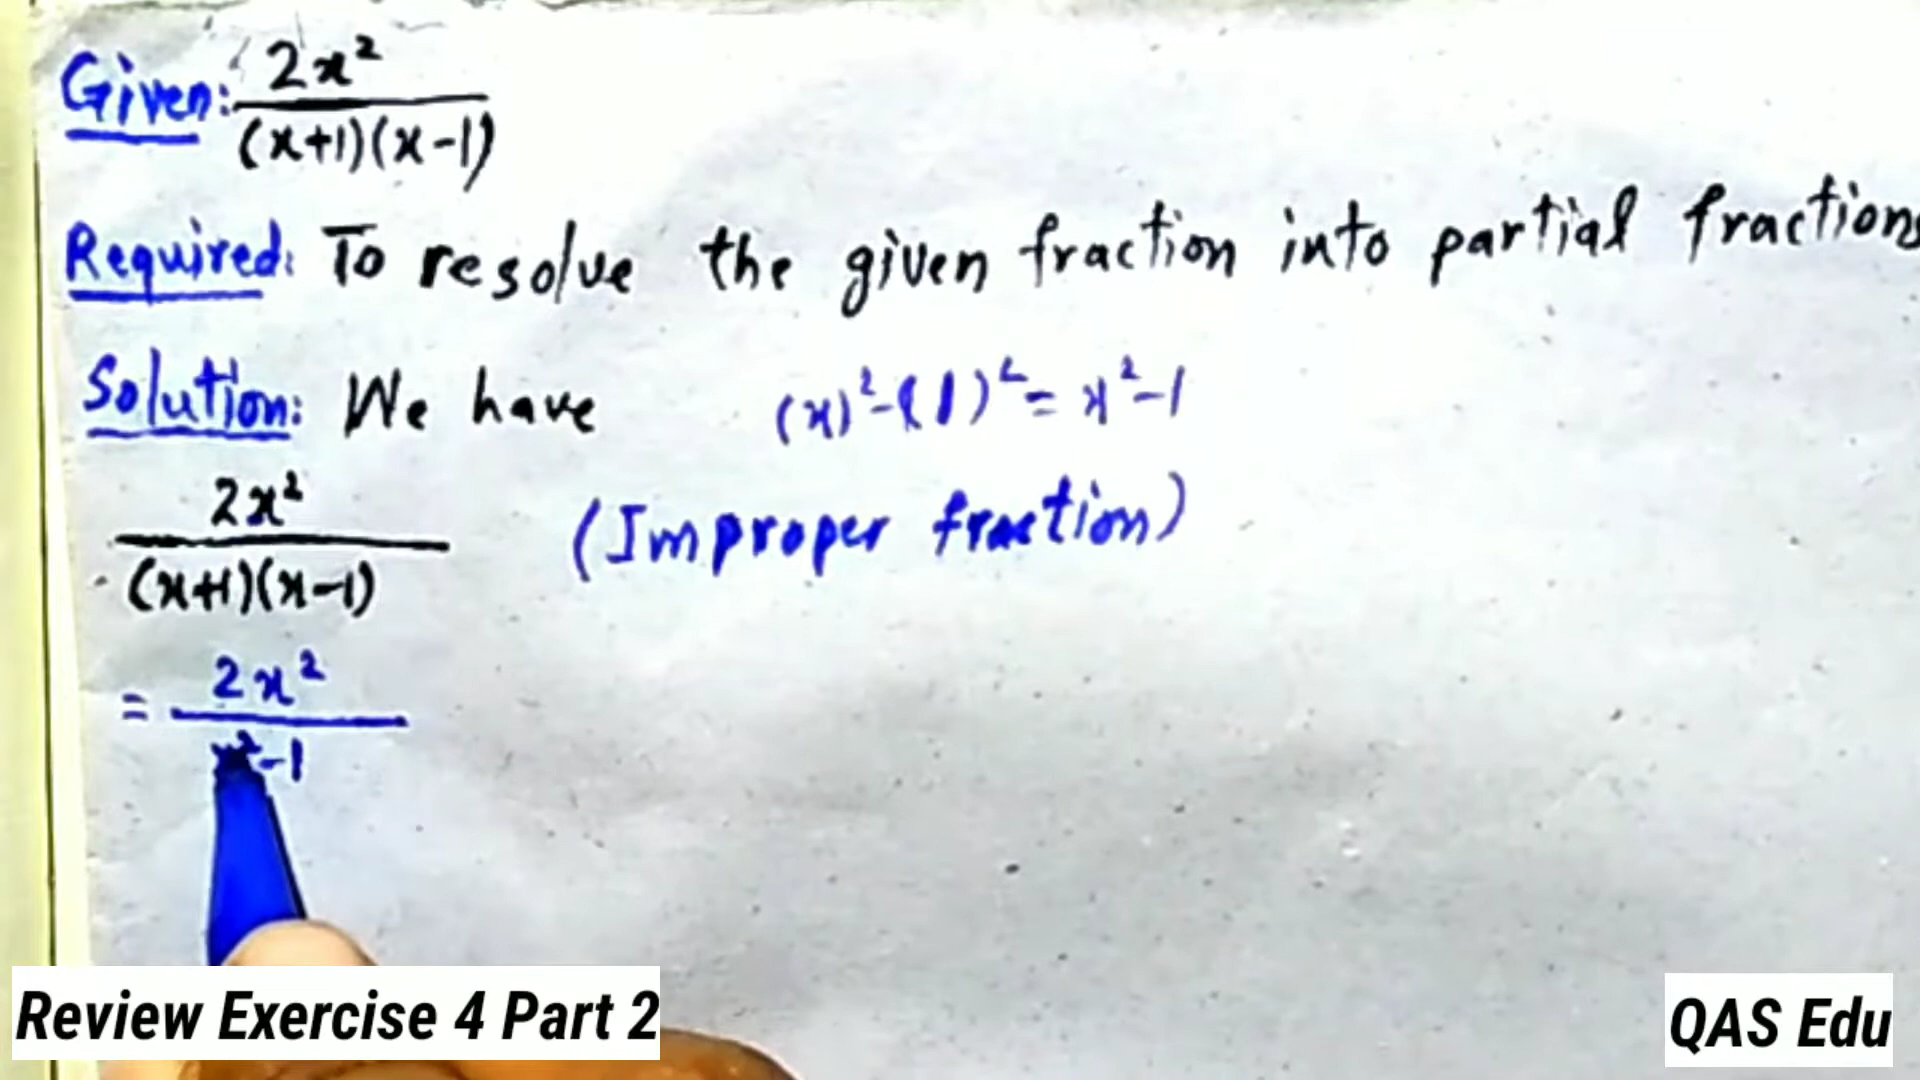 Given: 2x²
(x+1)(x-1)
Required: To resolve the given fraction into partial fractions
Solution: We have (x)²-(1)² = x²-1
2x²
(x+1)(x-1) (Improper fraction)
= 2x²
x²-1
Review Exercise 4 Part 2
QAS Edu